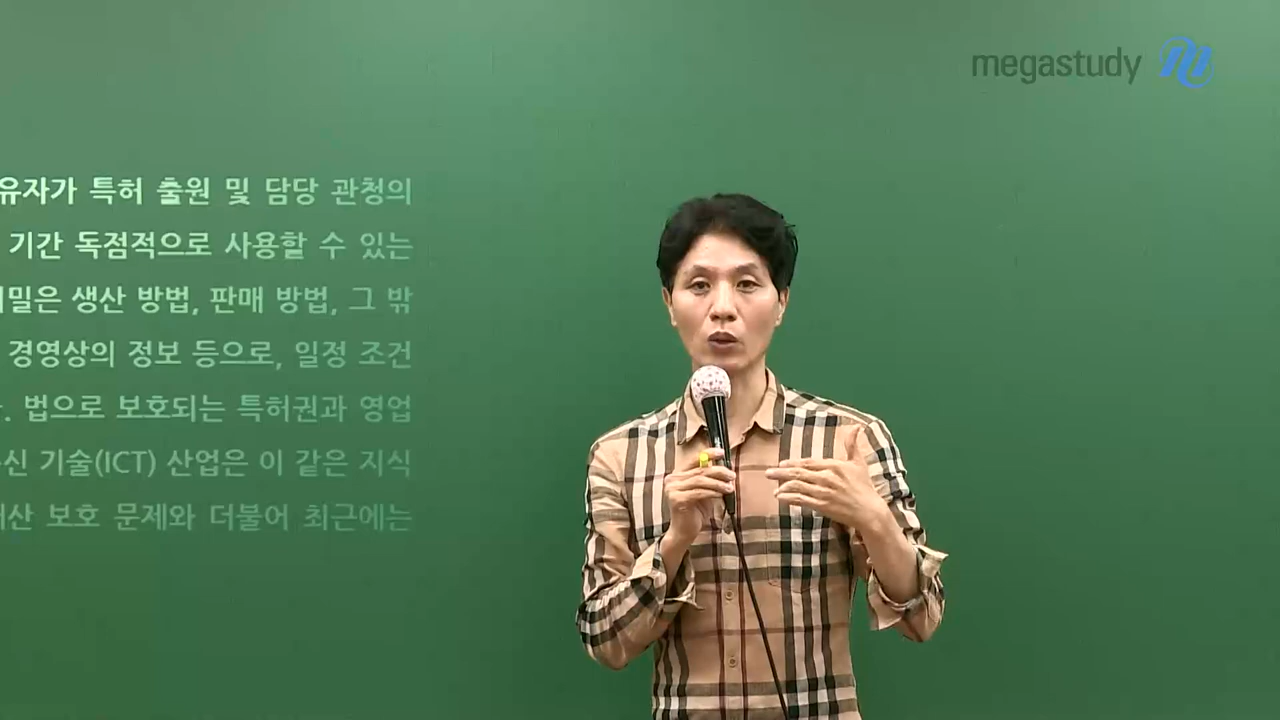 megastudy
유자가 특허 출원 및 담당 관청의
기간 독점적으로 사용할 수 있는
밀은 생산 방법, 판매 방법, 그 밖
경영상의 정보 등으로, 일정 조건
. 법으로 보호되는 특허권과 영업
신 기술(ICT) 산업은 이 같은 지식
산 보호 문제와 더불어 최근에는